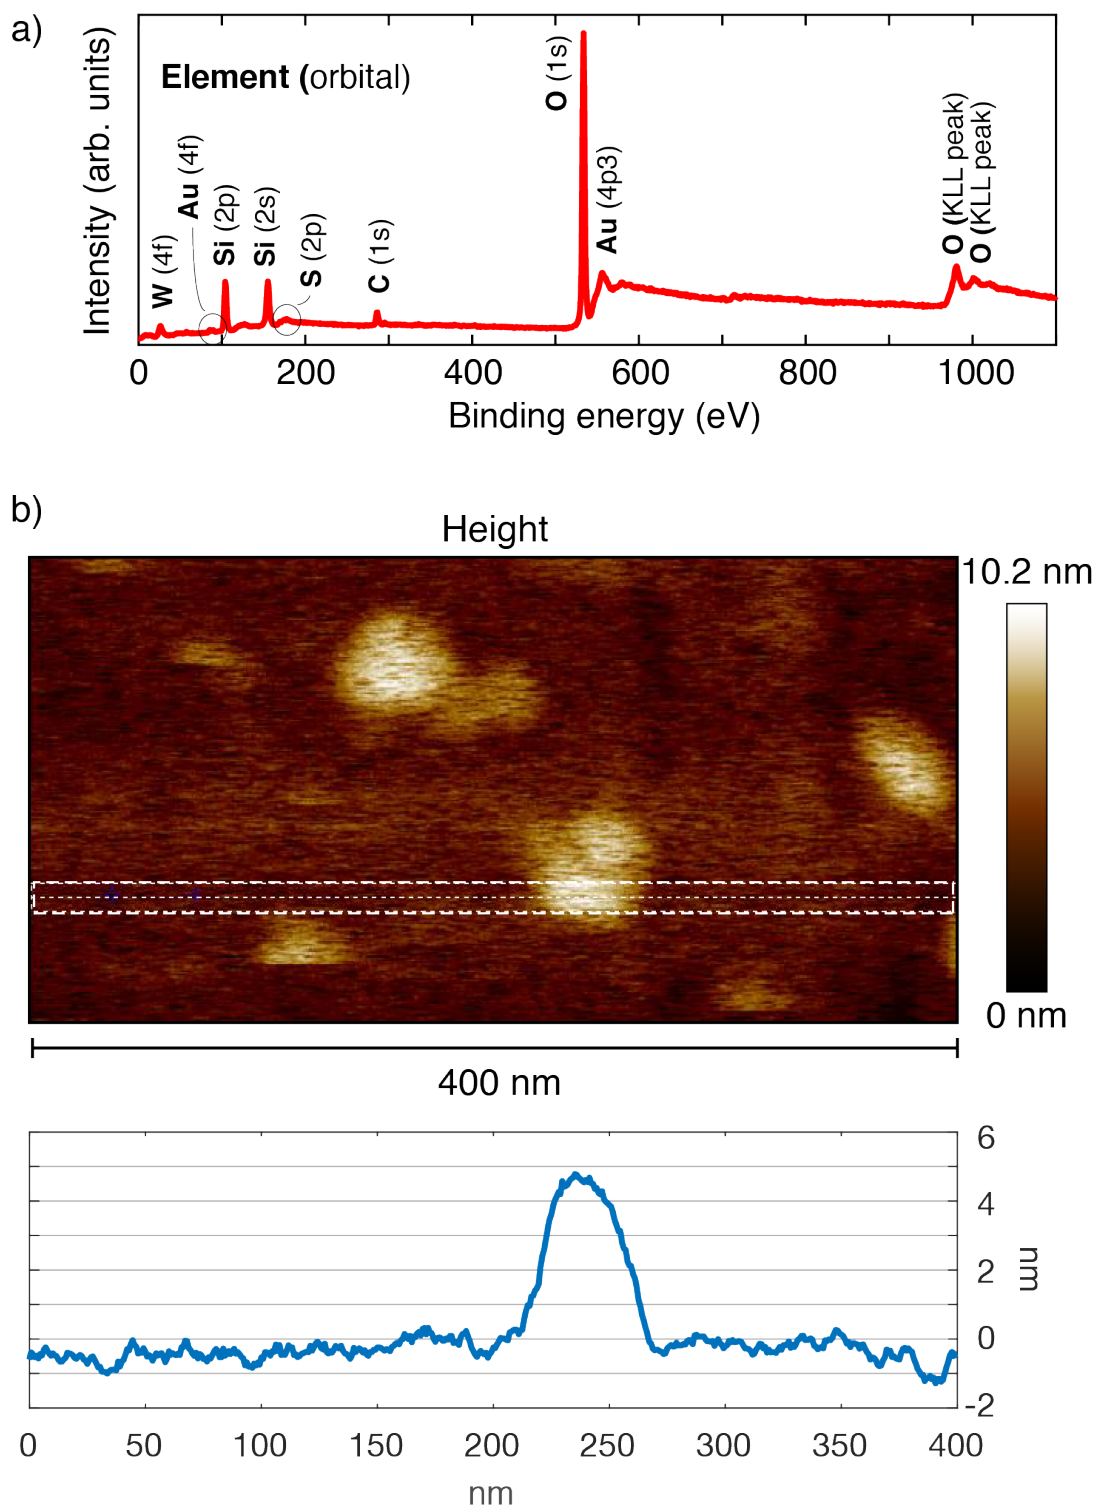 a)
Intensity (arb. units)
Element (orbital)
W (4f)
Au (4f)
Si (2p)
Si (2s)
S (2p)
C (1s)
O (1s)
Au (4p3)
O (KLL peak)
O (KLL peak)
0 200 400 600 800 1000
Binding energy (eV)
b)
Height
10.2 nm
0 nm
400 nm
6
4
2
0
-2
nm
0 50 100 150 200 250 300 350 400
nm